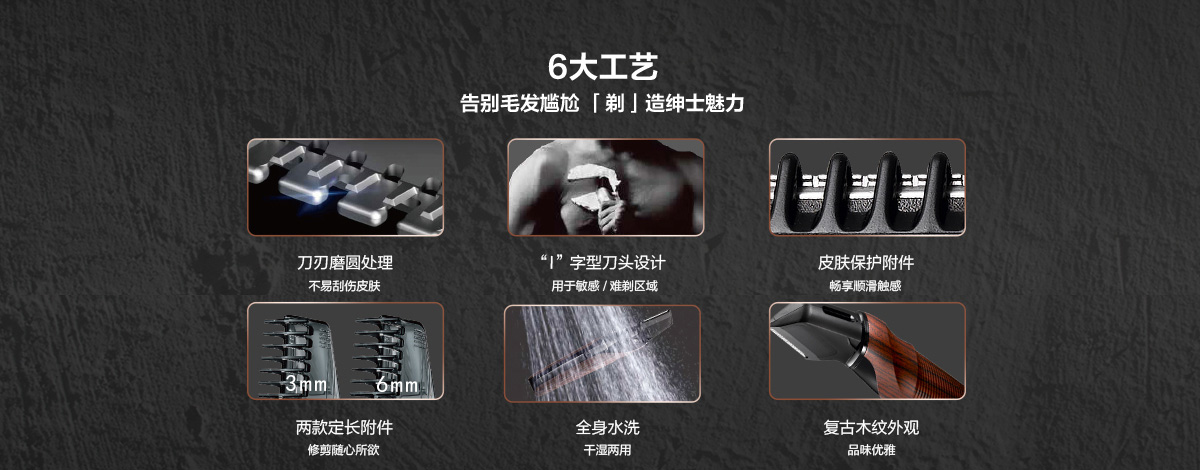 6大工艺
告别毛发尴尬「剃」造绅士魅力
刀刃磨圆处理
不易刮伤皮肤
“I”字型刀头设计
用于敏感 / 难剃区域
皮肤保护附件
畅享顺滑触感
3mm
6mm
两款定长附件
修剪随心所欲
全身水洗
干湿两用
复古木纹外观
品味优雅